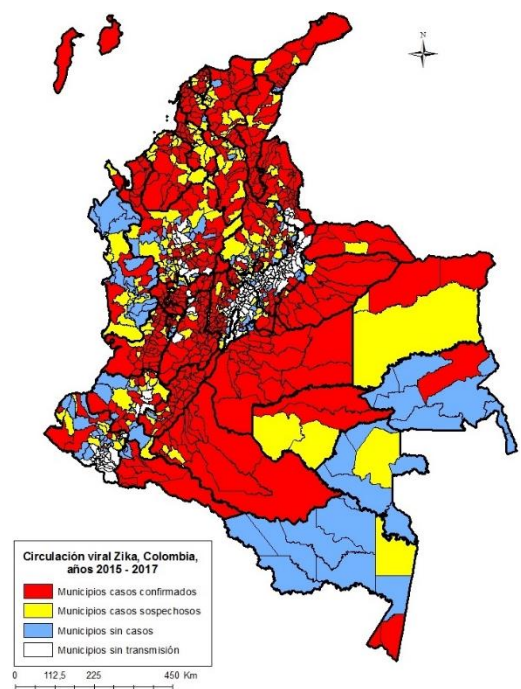 N
Circulación viral Zika, Colombia,
años 2015 - 2017
Municipios casos confirmados
Municipios casos sospechosos
Municipios sin casos
Municipios sin transmisión
0 112,5 225 450 Km